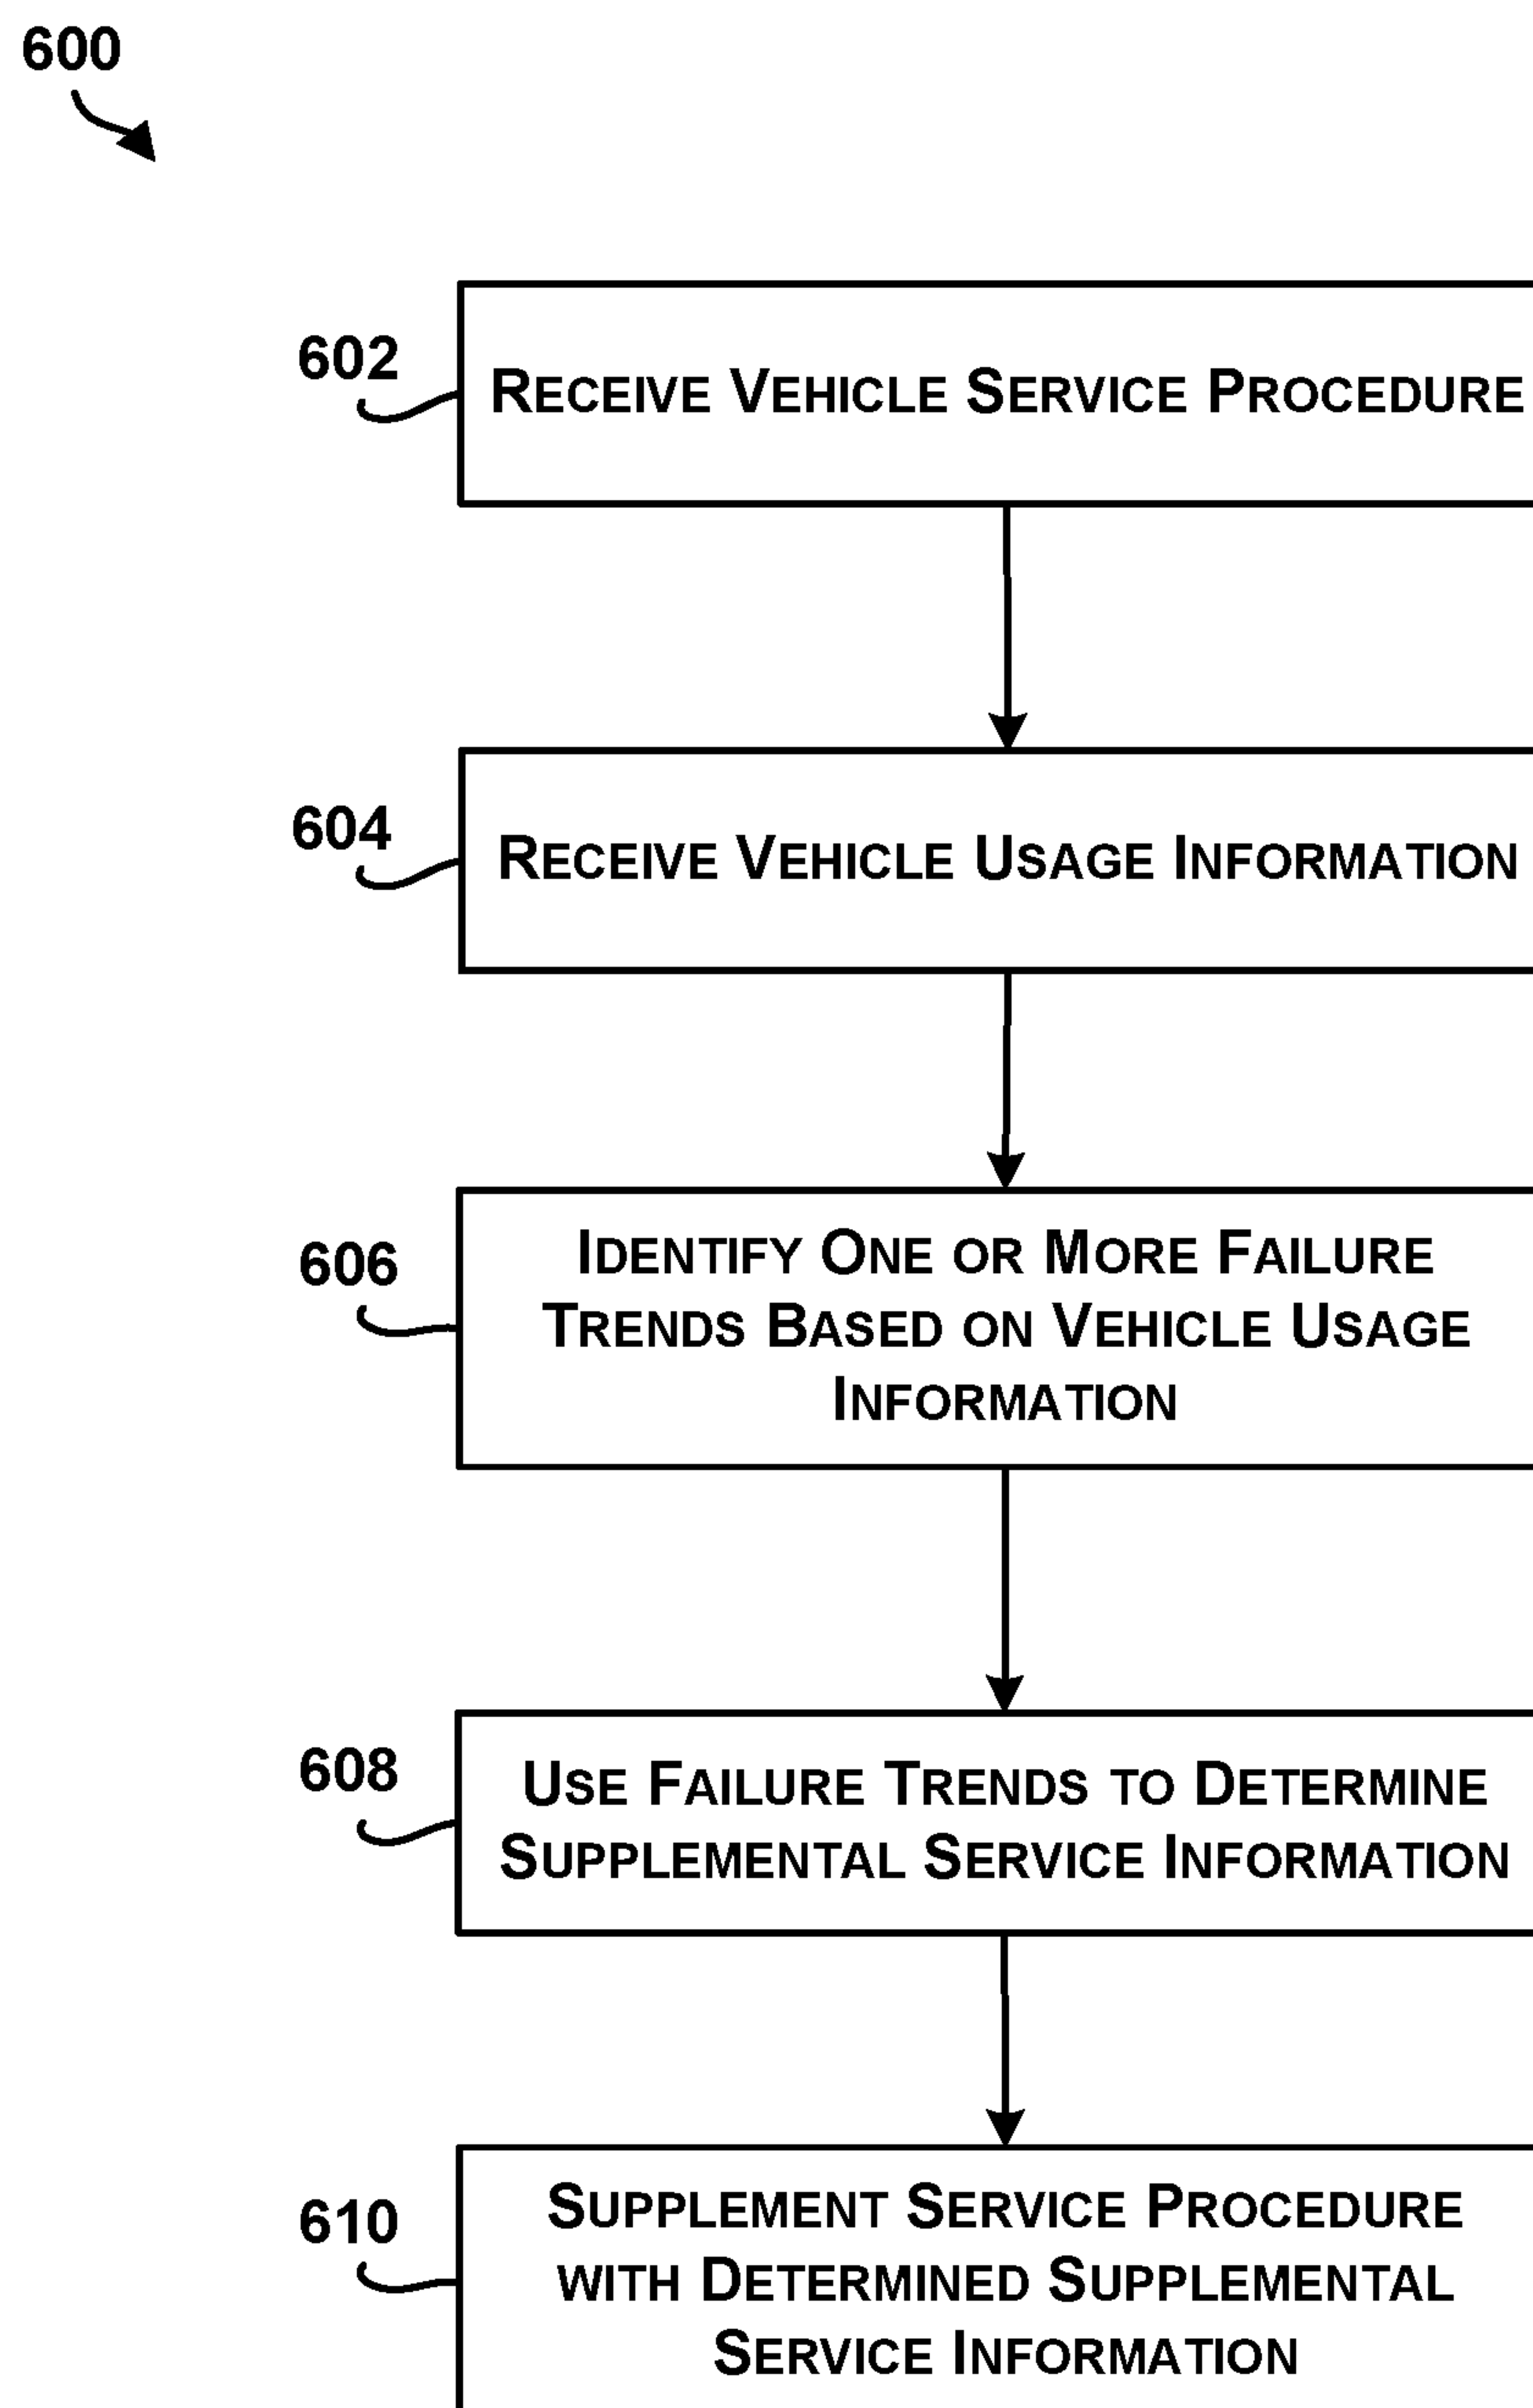 600
602
RECEIVE VEHICLE SERVICE PROCEDURE
604
RECEIVE VEHICLE USAGE INFORMATION
606
IDENTIFY ONE OR MORE FAILURE
TRENDS BASED ON VEHICLE USAGE
INFORMATION
608
USE FAILURE TRENDS TO DETERMINE
SUPPLEMENTAL SERVICE INFORMATION
610
SUPPLEMENT SERVICE PROCEDURE
WITH DETERMINED SUPPLEMENTAL
SERVICE INFORMATION